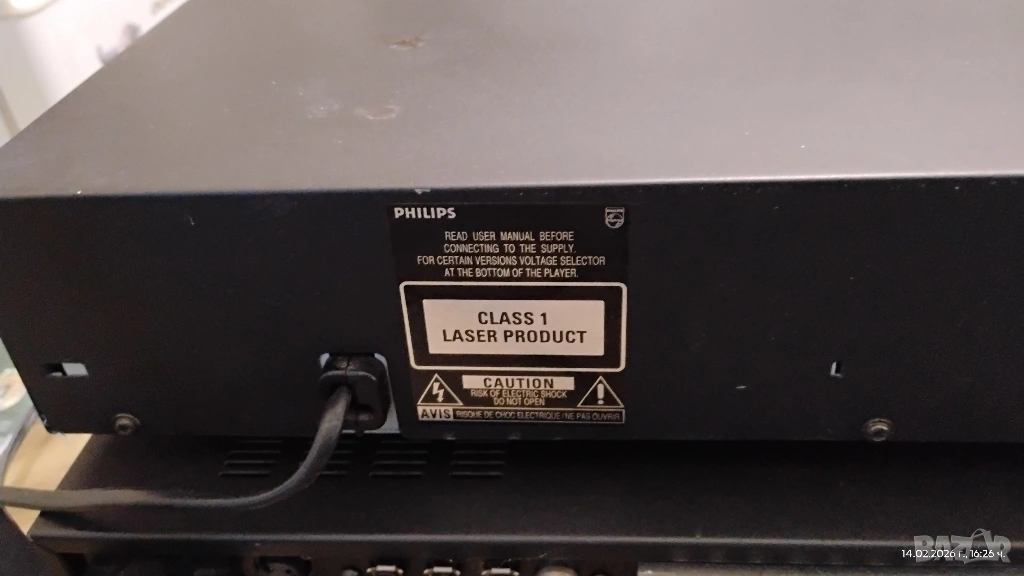 PHILIPS
READ USER MANUAL BEFORE
CONNECTING TO THE SUPPLY.
FOR CERTAIN VERSIONS VOLTAGE SELECTOR
AT THE BOTTOM OF THE PLAYER.
CLASS 1
LASER PRODUCT
CAUTION
RISK OF ELECTRIC SHOCK
DO NOT OPEN
AVIS RISQUE DE CHOC ELECTRIQUE / NE PAS OUVRIR
BAZAR
14.02.2026 г., 16:26 ч.